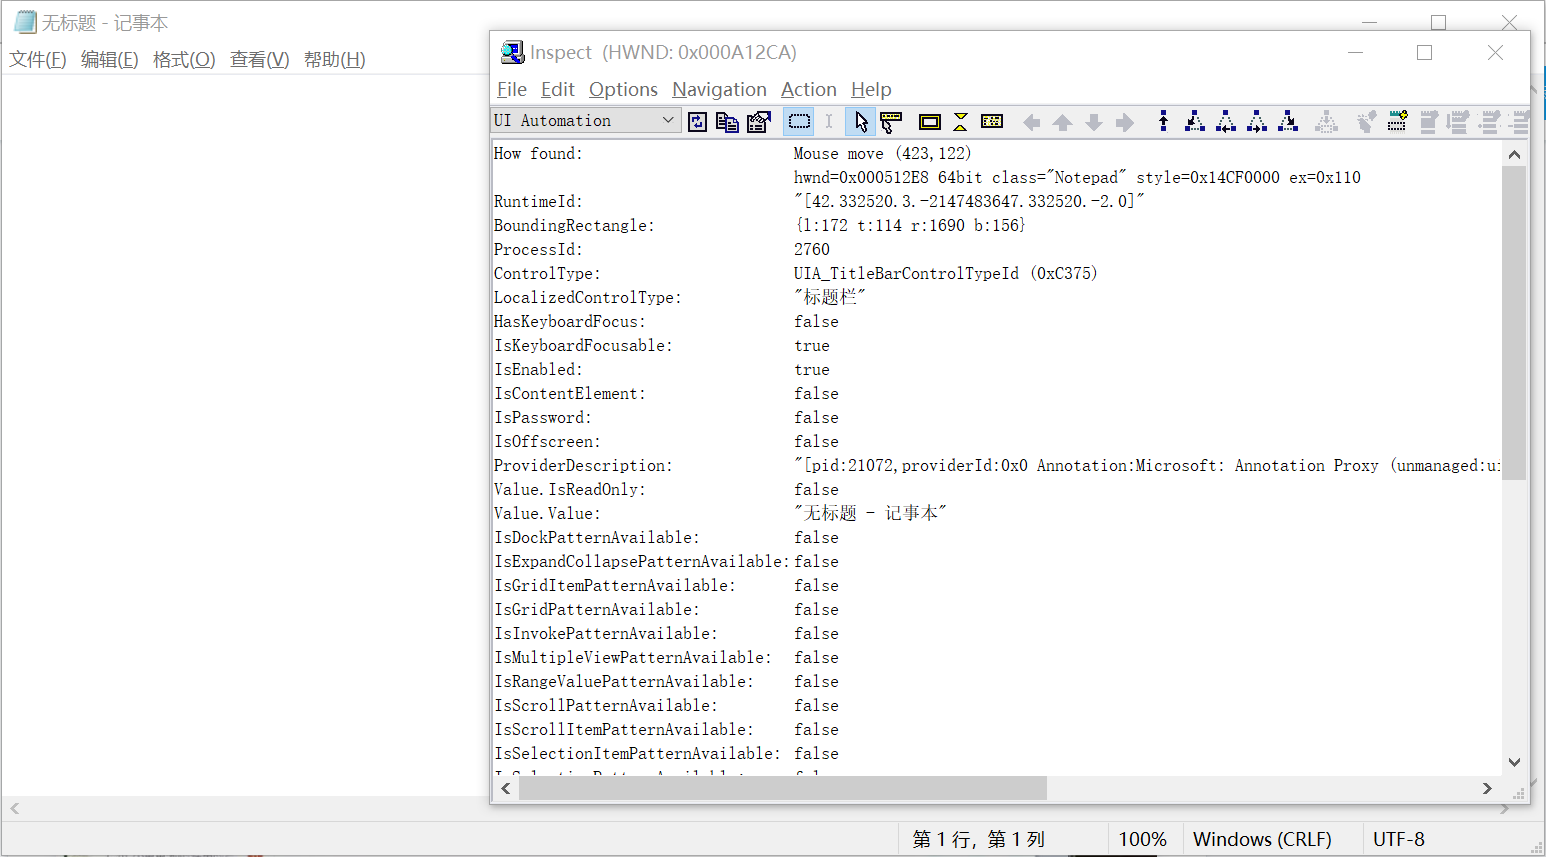 无标题 - 记事本
文件(F) 编辑(E) 格式(O) 查看(V) 帮助(H)
Inspect (HWND: 0x000A12CA)
File Edit Options Navigation Action Help
UI Automation
How found: Mouse move (423,122)
hwnd=0x000512E8 64bit class="Notepad" style=0x14CF0000 ex=0x110
RuntimeId: "[42.332520.3.-2147483647.332520.-2.0]"
BoundingRectangle: {l:172 t:114 r:1690 b:156}
ProcessId: 2760
ControlType: UIA_TitleBarControlTypeId (0xC375)
LocalizedControlType: "标题栏"
HasKeyboardFocus: false
IsKeyboardFocusable: true
IsEnabled: true
IsContentElement: false
IsPassword: false
IsOffscreen: false
ProviderDescription: "[pid:21072,providerId:0x0 Annotation:Microsoft: Annotation Proxy (unmanaged:
Value.IsReadOnly: false
Value.Value: "无标题 - 记事本"
IsDockPatternAvailable: false
IsExpandCollapsePatternAvailable: false
IsGridItemPatternAvailable: false
IsGridPatternAvailable: false
IsInvokePatternAvailable: false
IsMultipleViewPatternAvailable: false
IsRangeValuePatternAvailable: false
IsScrollPatternAvailable: false
IsScrollItemPatternAvailable: false
IsSelectionItemPatternAvailable: false
第 1 行，第 1 列 100% Windows (CRLF) UTF-8